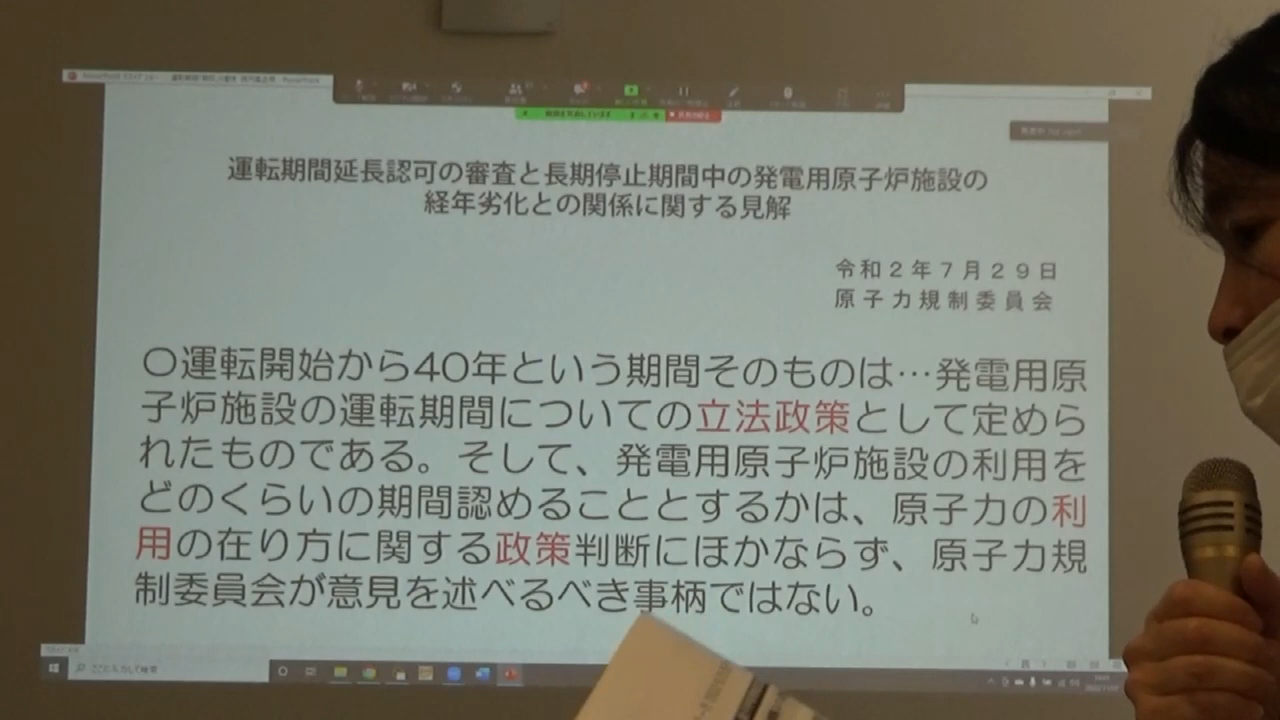 運転期間延長認可の審査と長期停止期間中の発電用原子炉施設の
経年劣化との関係に関する見解
令和２年７月２９日
原子力規制委員会
〇運転開始から40年という期間そのものは…発電用原
子炉施設の運転期間についての立法政策として定めら
れたものである。そして、発電用原子炉施設の利用を
どのくらいの期間認めることとするかは、原子力の利
用の在り方に関する政策判断にほかならず、原子力規
制委員会が意見を述べるべき事柄ではない。
ここに入力して検索